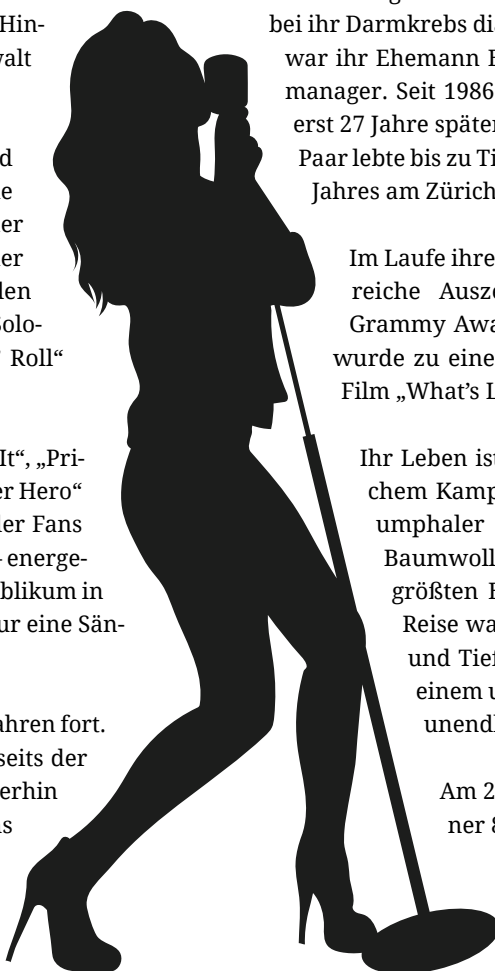 Hin-
valt
d
e
er
er
den
Solo-
Roll“
It“, „Pri-
er Hero“
der Fans
energe-
blikum in
ur eine Sän-
ahren fort.
seits der
erhin
s
bei ihr Darmkrebs di
war ihr Ehemann E
manager. Seit 1986
erst 27 Jahre später
Paar lebte bis zu Ti
Jahres am Zürich
Im Laufe ihre
reiche Ausze
Grammy Awa
wurde zu eine
Film „What’s L
Ihr Leben ist
chem Kamp
umphaler
Baumwoll
größten E
Reise wa
und Tief
einem u
unendl
Am 2
ner 8